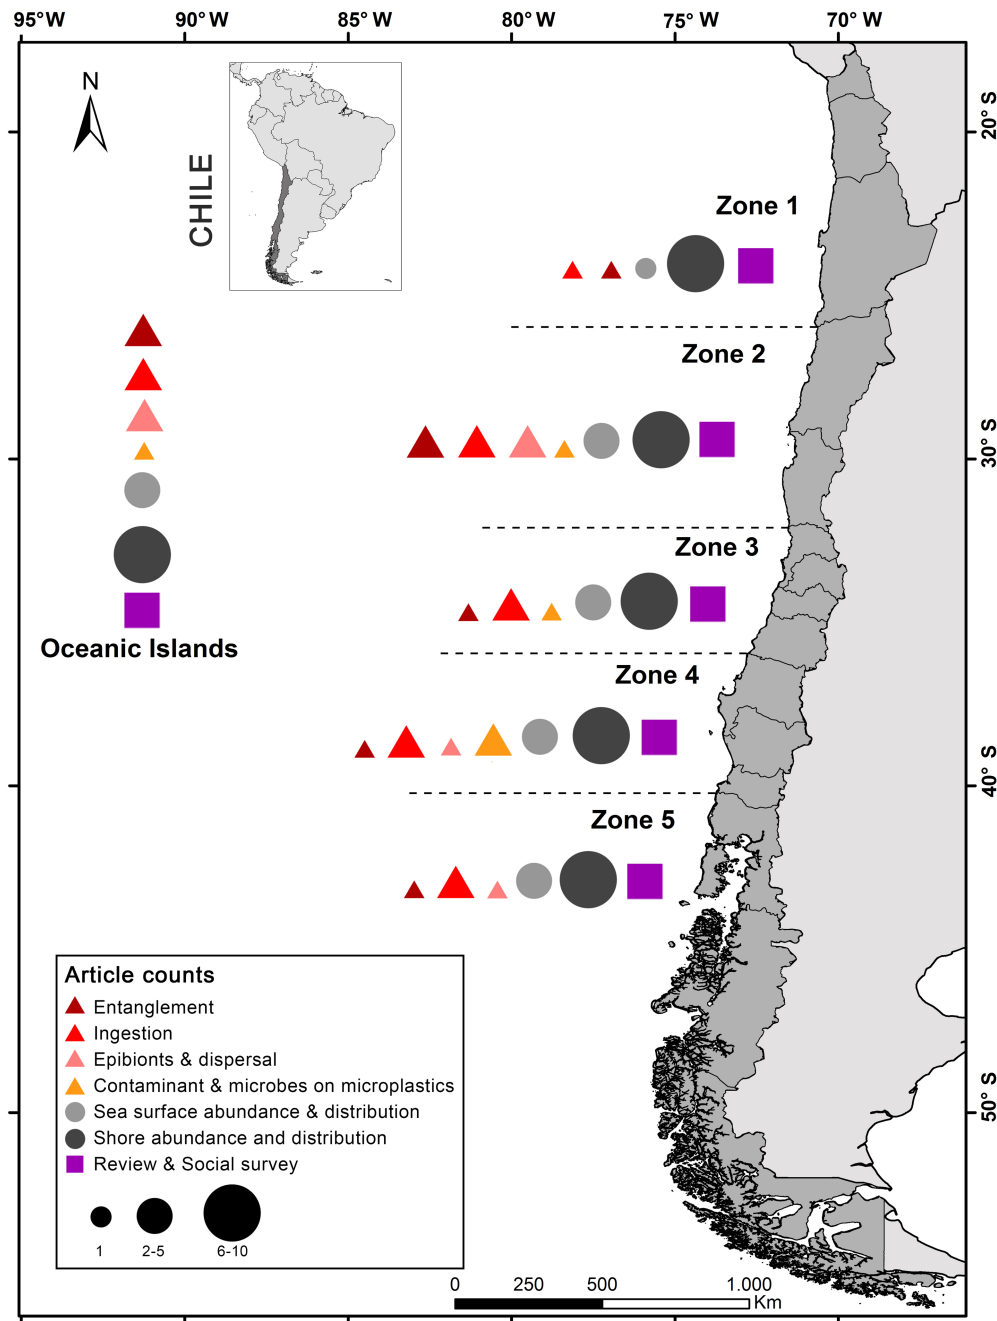 95°W 90°W 85°W 80°W 75°W 70°W
N
CHILE
20° S
Zone 1
Zone 2
30° S
Zone 3
Oceanic Islands
Zone 4
40° S
Zone 5
Article counts
Entanglement
Ingestion
Epibionts & dispersal
Contaminant & microbes on microplastics
Sea surface abundance & distribution
Shore abundance and distribution
Review & Social survey
1 2-5 6-10
50° S
0 250 500 1.000
Km